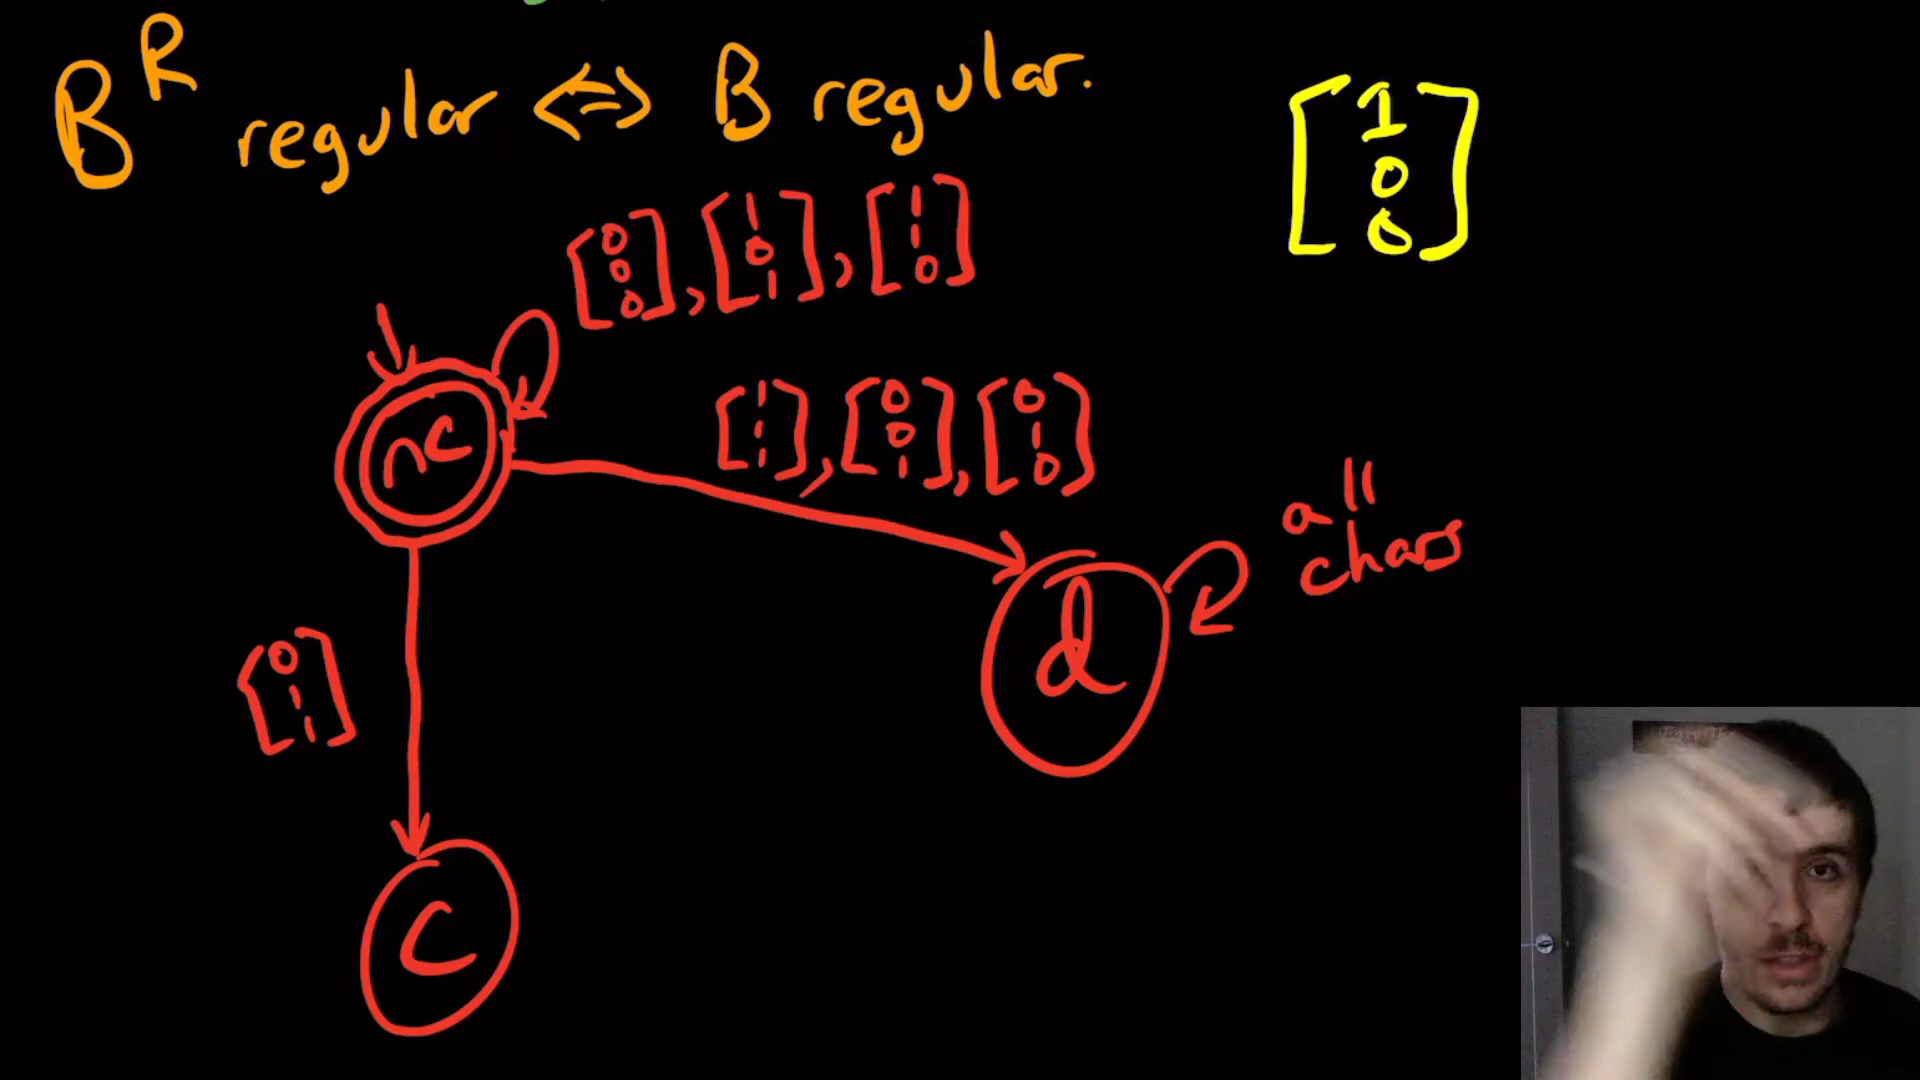 B^R regular <=> B regular.
[1 0 0]
[0 0 0], [1 0 1], [1 1 0]
nc
[1 1 1], [0 0 1], [0 1 0]
all
chars
d
[0 1 1]
c